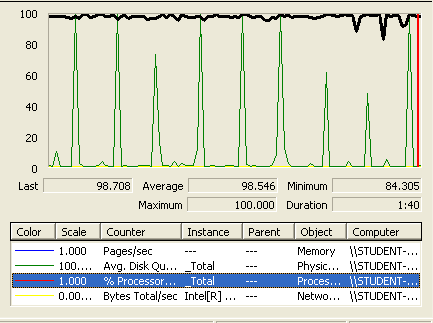 100
80
60
40
20
0
Last 98.708 Average 98.546 Minimum 84.305
Maximum 100.000 Duration 1:40
Color Scale Counter Instance Parent Object Computer
1.000 Pages/sec --- --- Memory \\STUDENT-...
100.... Avg. Disk Qu... _Total --- Physic... \\STUDENT-...
1.000 % Processor... _Total --- Proces... \\STUDENT-...
0.00... Bytes Total/sec Intel[R] ... --- Netwo... \\STUDENT-...